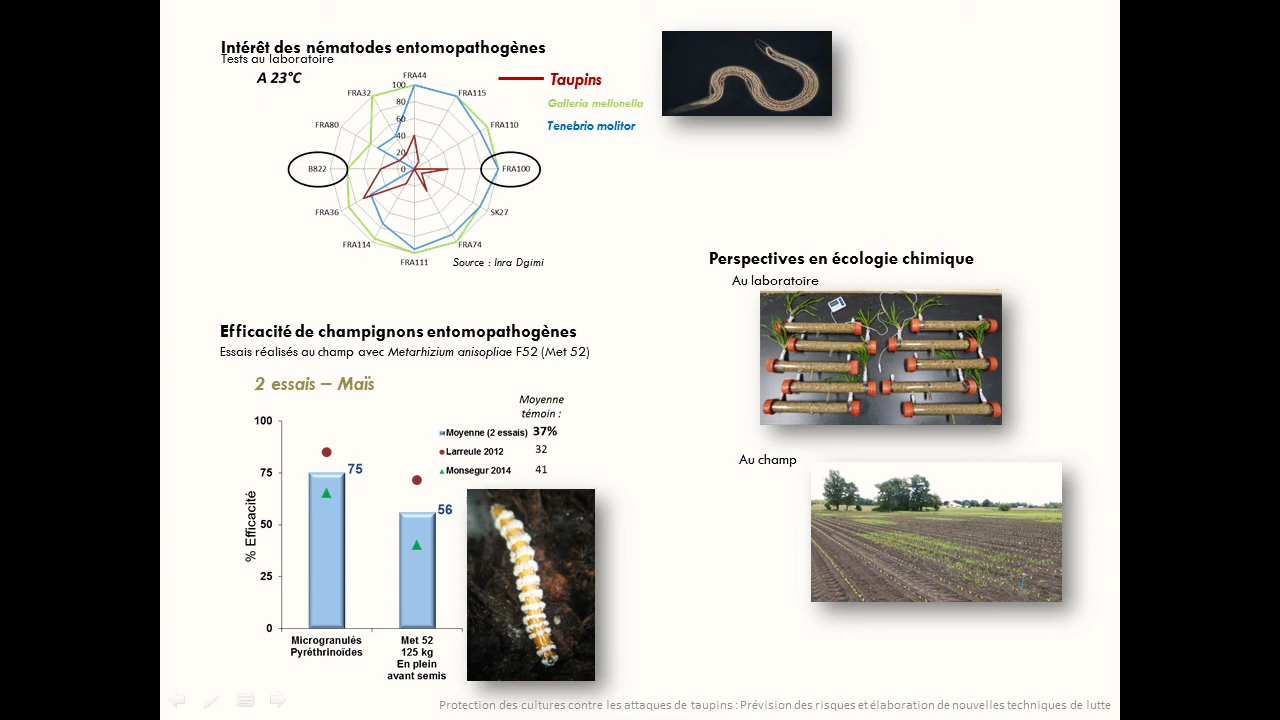 Intérêt des nématodes entomopathogènes
Tests au laboratoire
A 23°C
FRA44
FRA115
FRA110
FRA100
SK27
FRA74
FRA111
FRA114
FRA36
B822
FRA80
FRA32
100
80
60
40
20
0
Taupins
Galleria mellonella
Tenebrio molitor
Source : Inra Dgimi
Efficacité de champignons entomopathogènes
Essais réalisés au champ avec Metarhizium anisopliae F52 (Met 52)
2 essais – Maïs
Moyenne
témoin :
Moyenne (2 essais) 37%
Larreule 2012 32
Monsegur 2014 41
% Efficacité
100
75
50
25
0
75
56
Microgranulés
Pyréthrinoïdes
Met 52
125 kg
En plein
avant semis
Perspectives en écologie chimique
Au laboratoire
Au champ
Protection des cultures contre les attaques de taupins : Prévision des risques et élaboration de nouvelles techniques de lutte